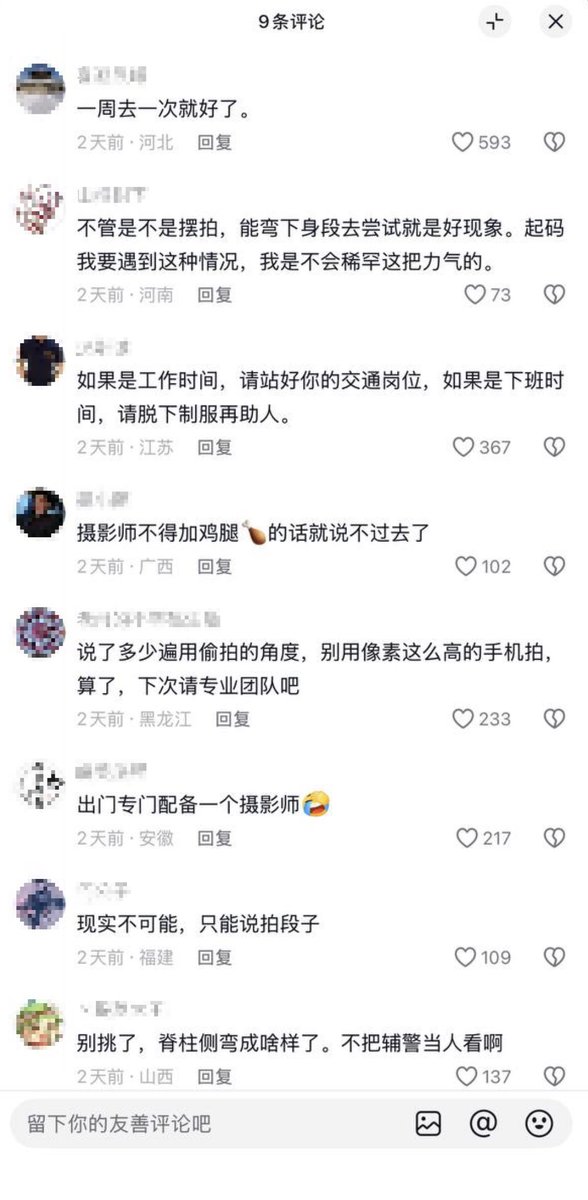 9条评论
一周去一次就好了。
2天前·河北 回复
593
不管是不是摆拍，能弯下身段去尝试就是好现象。起码
我要遇到这种情况，我是不会稀罕这把力气的。
2天前·河南 回复
73
如果是工作时间，请站好你的交通岗位，如果是下班时
间，请脱下制服再助人。
2天前·江苏 回复
367
摄影师不得加鸡腿🍗的话就说不过去了
2天前·广西 回复
102
说了多少遍用偷拍的角度，别用像素这么高的手机拍，
算了，下次请专业团队吧
2天前·黑龙江 回复
233
出门专门配备一个摄影师🤣
2天前·安徽 回复
217
现实不可能，只能说拍段子
2天前·福建 回复
109
别挑了，脊柱侧弯成啥样了。不把辅警当人看啊
2天前·山西 回复
137
留下你的友善评论吧